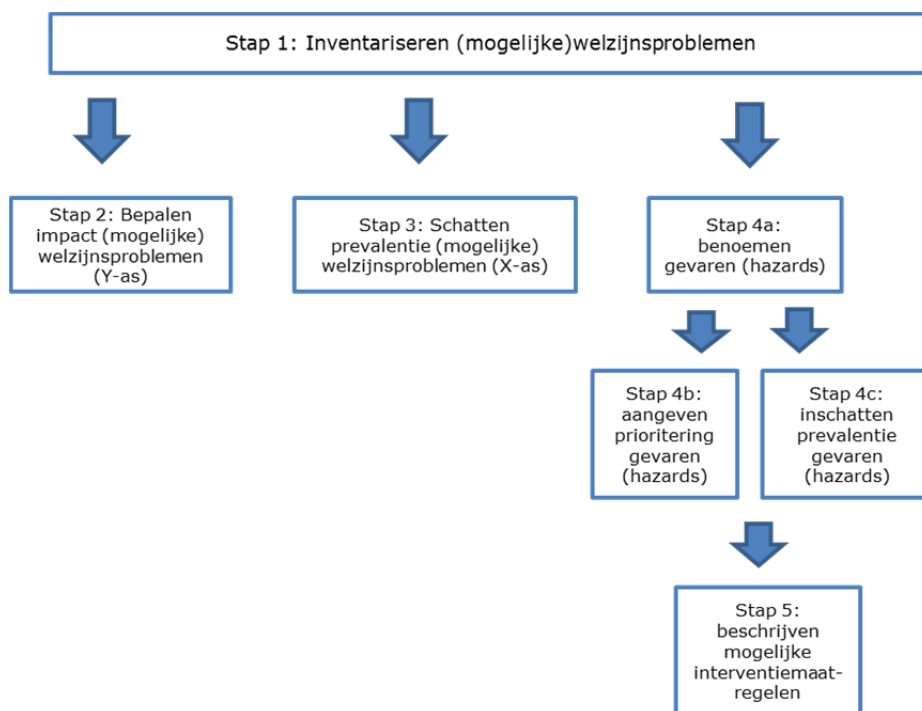 Stap 1: Inventariseren (mogelijke)welzijnsproblemen
Stap 2: Bepalen
impact (mogelijke)
welzijnsproblemen
(Y-as)
Stap 3: Schatten
prevalentie (mogelijke)
welzijnsproblemen (X-as)
Stap 4a:
benoemen
gevaren (hazards)
Stap 4b:
aangeven
prioritering
gevaren
(hazards)
Stap 4c:
inschatten
prevalentie
gevaren
(hazards)
Stap 5:
beschrijven
mogelijke
interventiemaat-
regelen